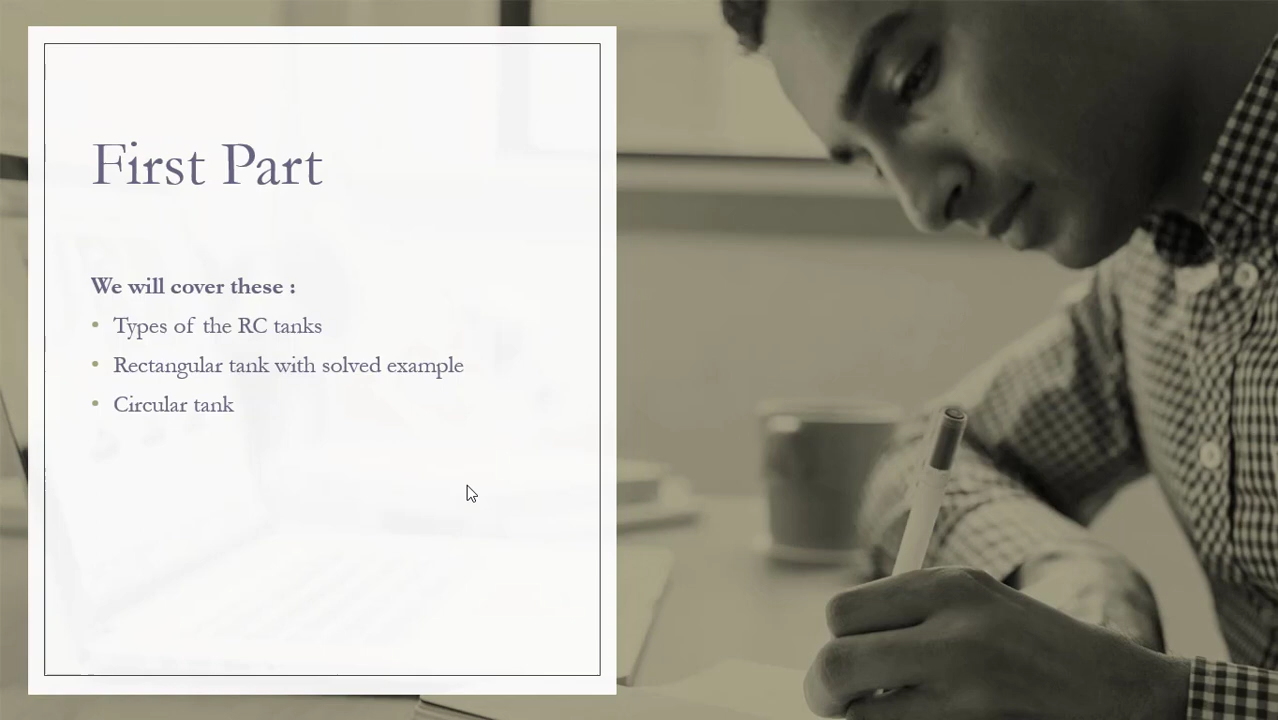 First Part
We will cover these :
• Types of the RC tanks
• Rectangular tank with solved example
• Circular tank